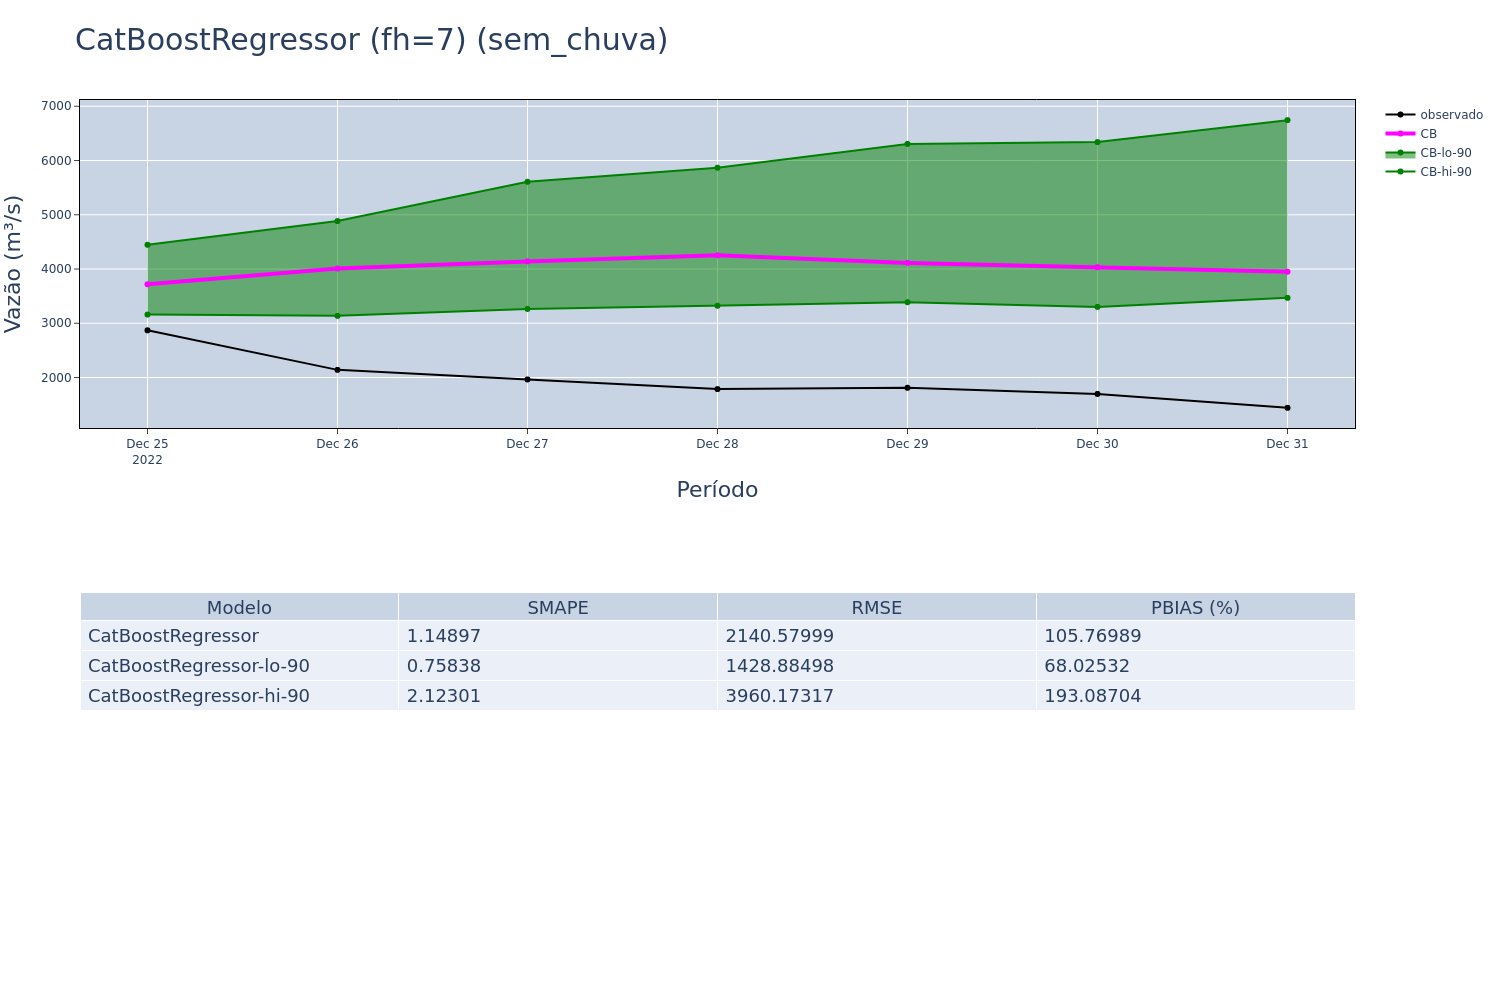 CatBoostRegressor (fh=7) (sem_chuva)
Vazão (m³/s)
7000
6000
5000
4000
3000
2000
Dec 25
2022
Dec 26
Dec 27
Dec 28
Dec 29
Dec 30
Dec 31
Período
observado
CB
CB-lo-90
CB-hi-90
Modelo SMAPE RMSE PBIAS (%)
CatBoostRegressor 1.14897 2140.57999 105.76989
CatBoostRegressor-lo-90 0.75838 1428.88498 68.02532
CatBoostRegressor-hi-90 2.12301 3960.17317 193.08704